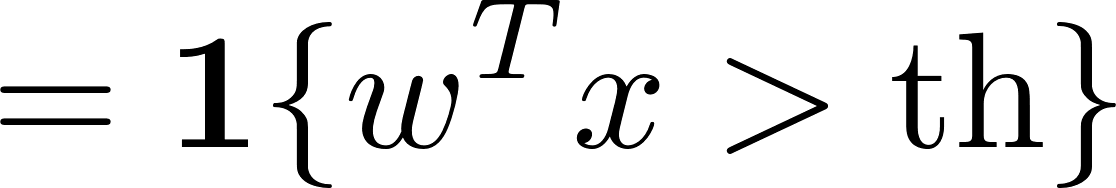 = 1{w^T x > th}